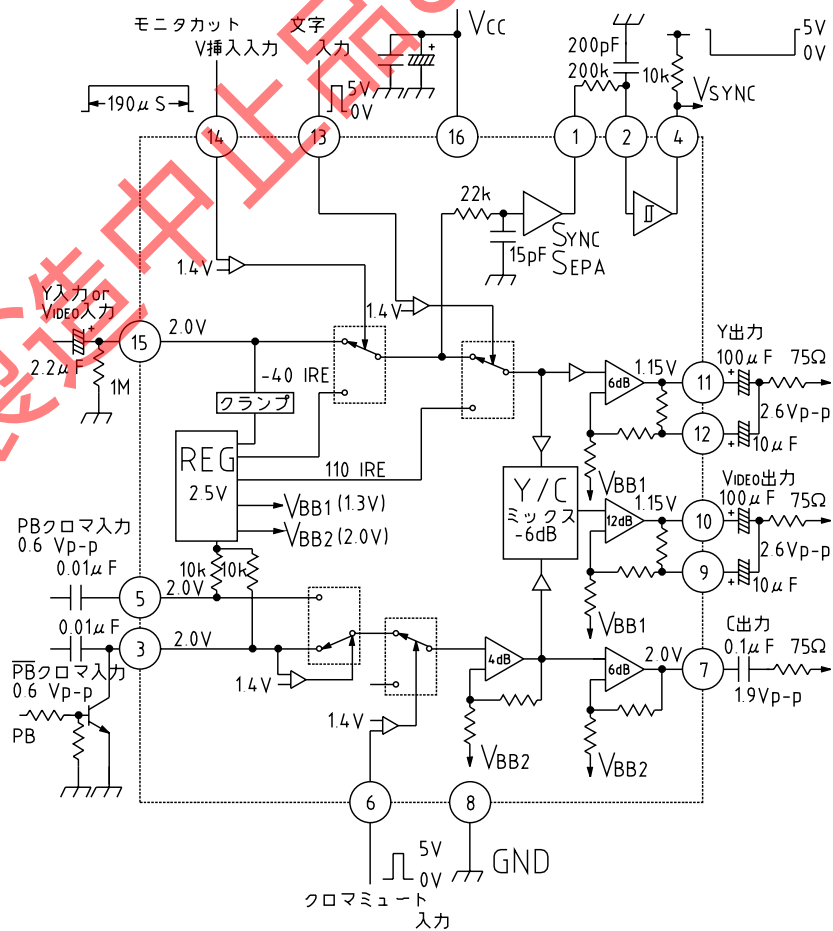 モニタカット
V挿入入力
文字
入力
VCC
200pF
200k
10k
5V
0V
VSYNC
190μS
5V
0V
14
13
16
1
2
4
22k
15pF
SYNC
SEPA
1.4V
1.4V
Y入力or
VIDEO入力
2.2μF
1M
15
2.0V
-40 IRE
クランプ
REG
2.5V
110 IRE
VBB1(1.3V)
VBB2(2.0V)
6dB
1.15V
11
12
Y出力
100μF
75Ω
2.6Vp-p
10μF
VBB1
Y/C
ミックス
-6dB
12dB
1.15V
10
9
VIDEO出力
100μF
75Ω
2.6Vp-p
10μF
VBB1
PBクロマ入力
0.6 Vp-p
0.01μF
5
2.0V
10k
10k
0.01μF
3
2.0V
PBクロマ入力
0.6 Vp-p
PB
1.4V
1.4V
4dB
VBB2
6dB
2.0V
VBB2
7
C出力
0.1μF
75Ω
1.9Vp-p
6
8
5V
0V
GND
クロマミュート
入力
製造中止品